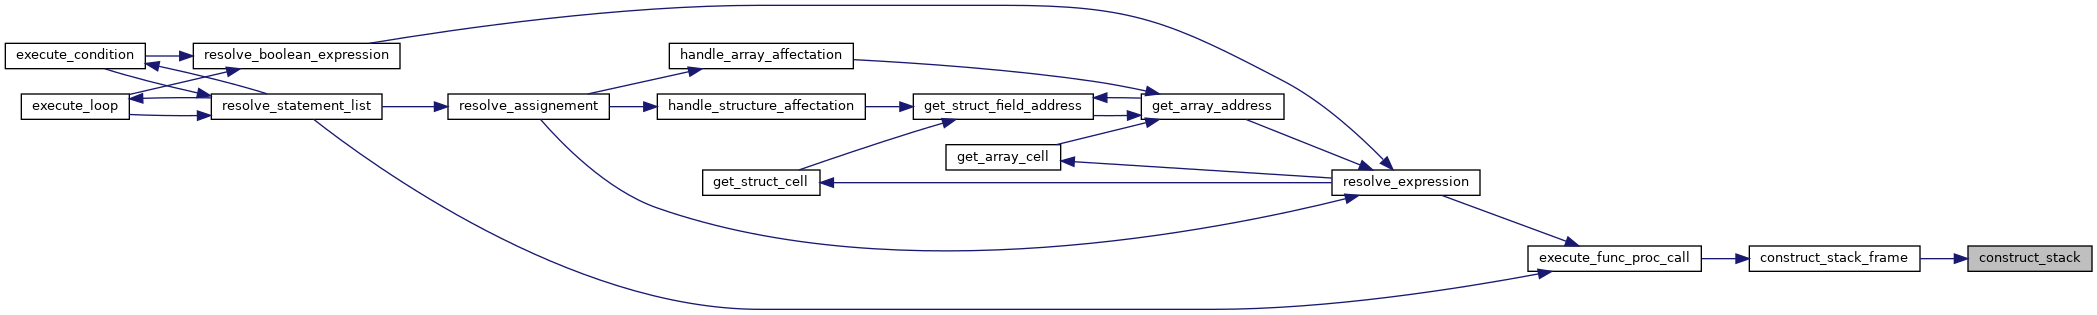 execute_condition
resolve_boolean_expression
handle_array_affectation
execute_loop
resolve_statement_list
resolve_assignement
handle_structure_affectation
get_struct_field_address
get_array_address
get_array_cell
get_struct_cell
resolve_expression
execute_func_proc_call
construct_stack_frame
construct_stack